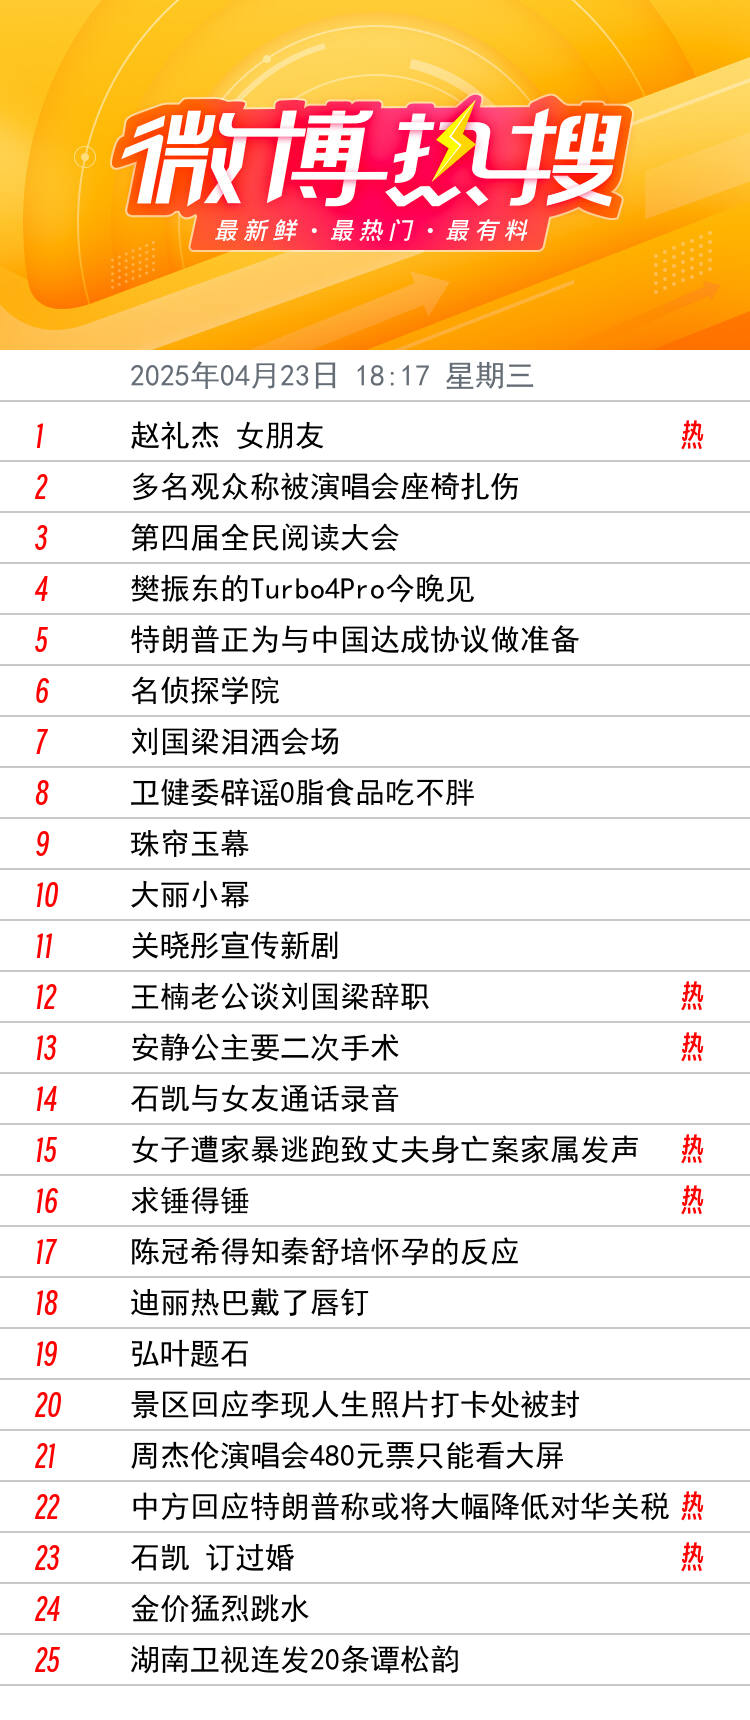 微博热搜
最新鲜·最热门·最有料
2025年04月23日 18:17 星期三
1 赵礼杰 女朋友 热
2 多名观众称被演唱会座椅扎伤
3 第四届全民阅读大会
4 樊振东的Turbo4Pro今晚见
5 特朗普正为与中国达成协议做准备
6 名侦探学院
7 刘国梁泪洒会场
8 卫健委辟谣0脂食品吃不胖
9 珠帘玉幕
10 大丽小幂
11 关晓彤宣传新剧
12 王楠老公谈刘国梁辞职 热
13 安静公主要二次手术 热
14 石凯与女友通话录音
15 女子遭家暴逃跑致丈夫身亡案家属发声 热
16 求锤得锤 热
17 陈冠希得知秦舒培怀孕的反应
18 迪丽热巴戴了唇钉
19 弘叶题石
20 景区回应李现人生照片打卡处被封
21 周杰伦演唱会480元票只能看大屏
22 中方回应特朗普称或将大幅降低对华关税 热
23 石凯 订过婚 热
24 金价猛烈跳水
25 湖南卫视连发20条谭松韵